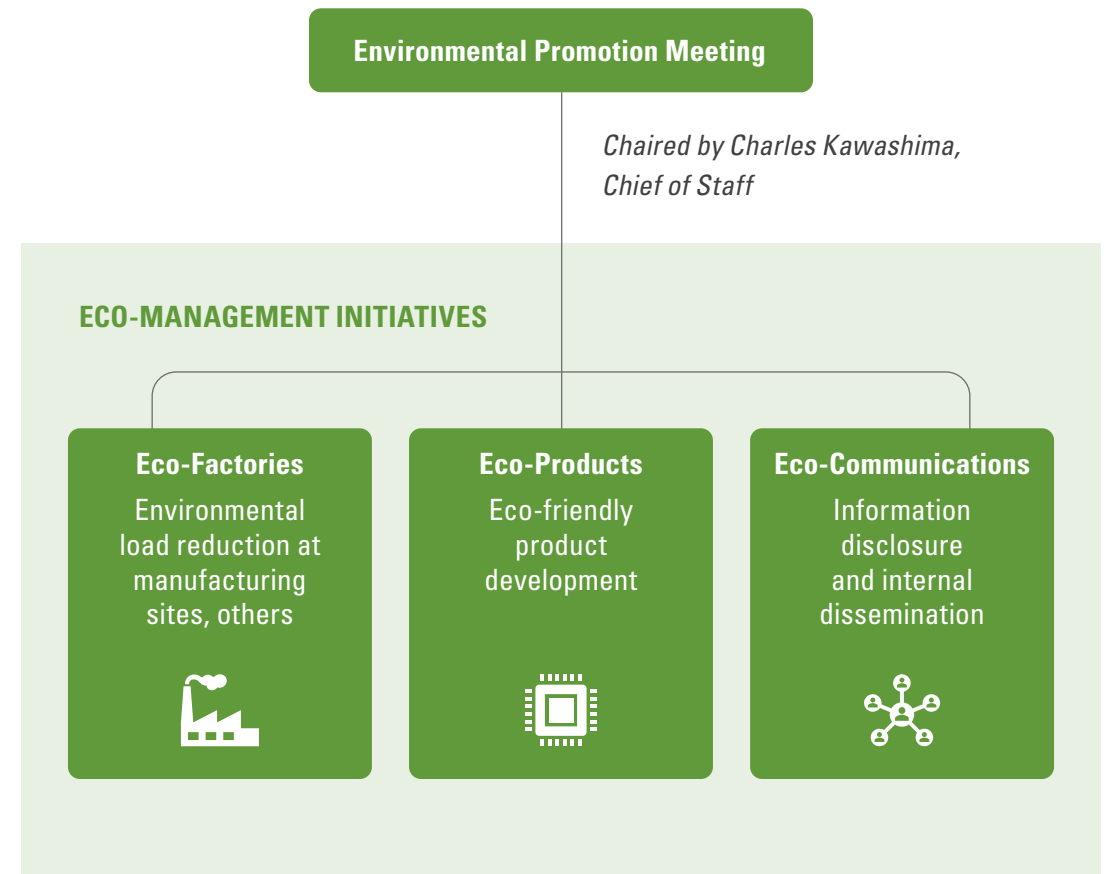 Environmental Promotion Meeting
Chaired by Charles Kawashima,
Chief of Staff
ECO-MANAGEMENT INITIATIVES
Eco-Factories
Environmental
load reduction at
manufacturing
sites, others
Eco-Products
Eco-friendly
product
development
Eco-Communications
Information
disclosure
and internal
dissemination